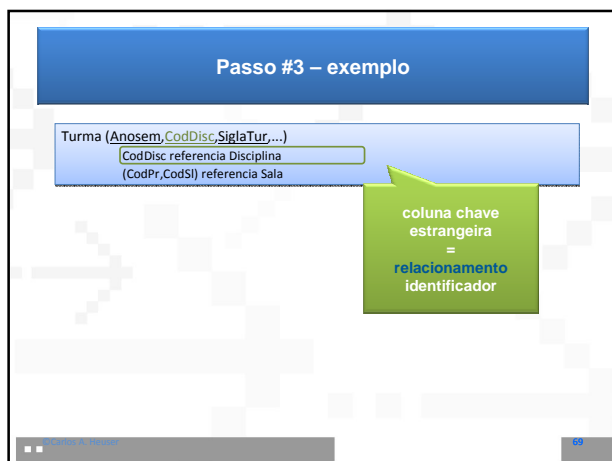 Passo #3 – exemplo
Turma (Anosem,CodDisc,SiglaTur,...)
CodDisc referencia Disciplina
(CodPr,CodSl) referencia Sala
coluna chave
estrangeira
=
relacionamento
identificador
©Carlos A. Heuser
69